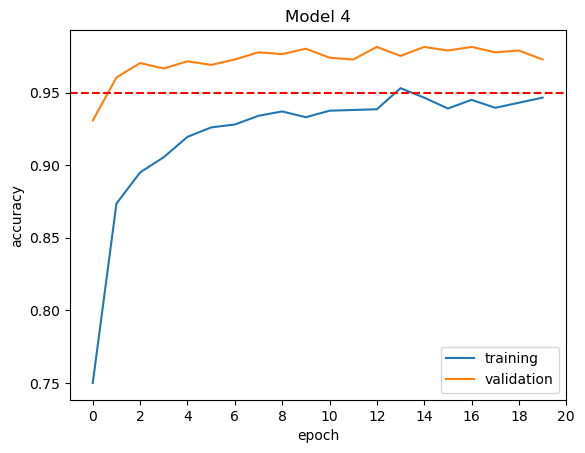 Model 4
accuracy
0.95
0.90
0.85
0.80
0.75
training
validation
0 2 4 6 8 10 12 14 16 18 20
epoch